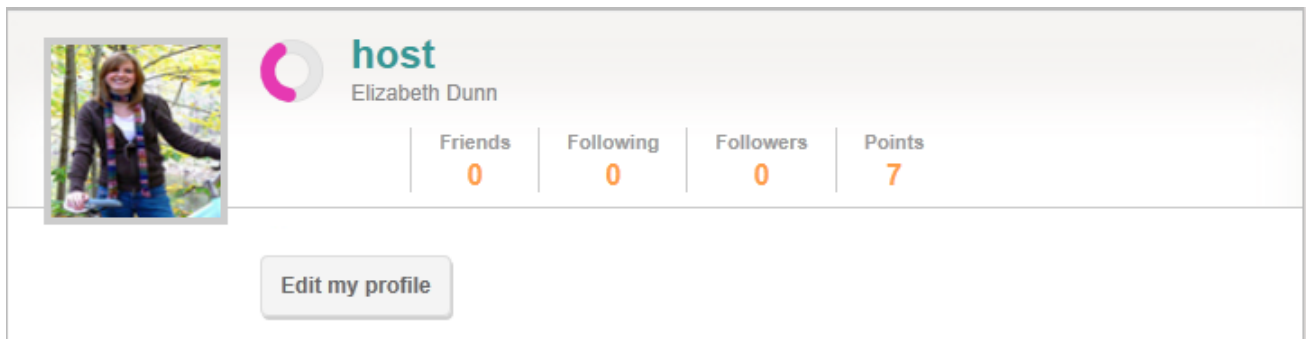 host
Elizabeth Dunn
Friends Following Followers Points
0 0 0 7
Edit my profile